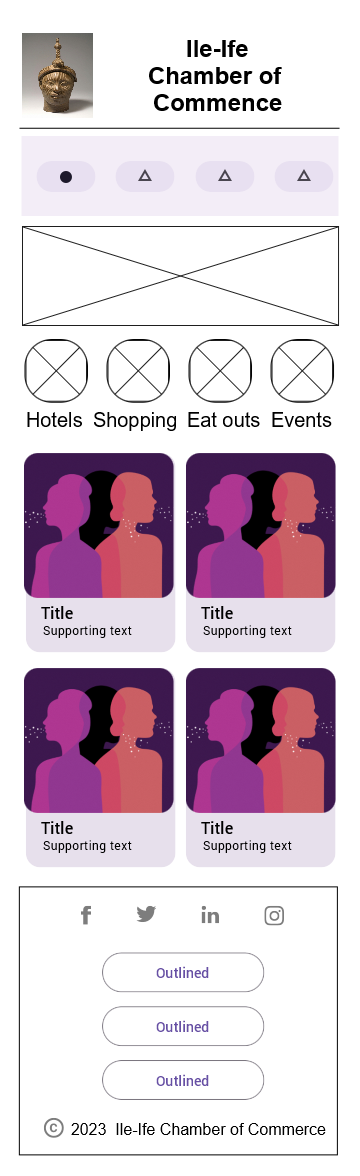 Ile-Ife
Chamber of
Commence
Hotels Shopping Eat outs Events
Title Title
Supporting text Supporting text
Title Title
Supporting text Supporting text
f in
Outlined
Outlined
Outlined
© 2023 Ile-Ife Chamber of Commerce